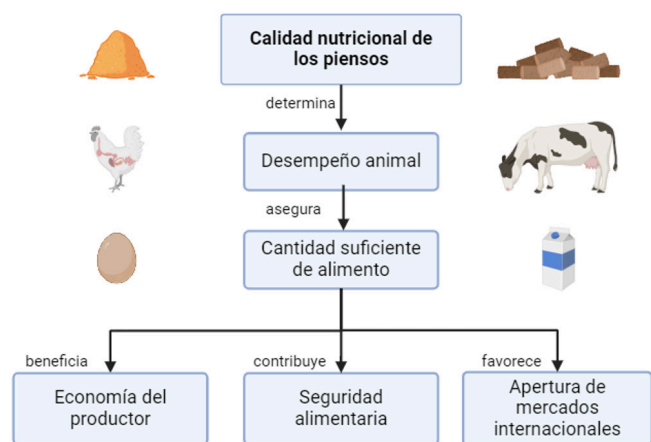 Calidad nutricional de
los piensos
determina
Desempeño animal
asegura
Cantidad suficiente
de alimento
beneficia
contribuye
favorece
Economía del
productor
Seguridad
alimentaria
Apertura de
mercados
internacionales